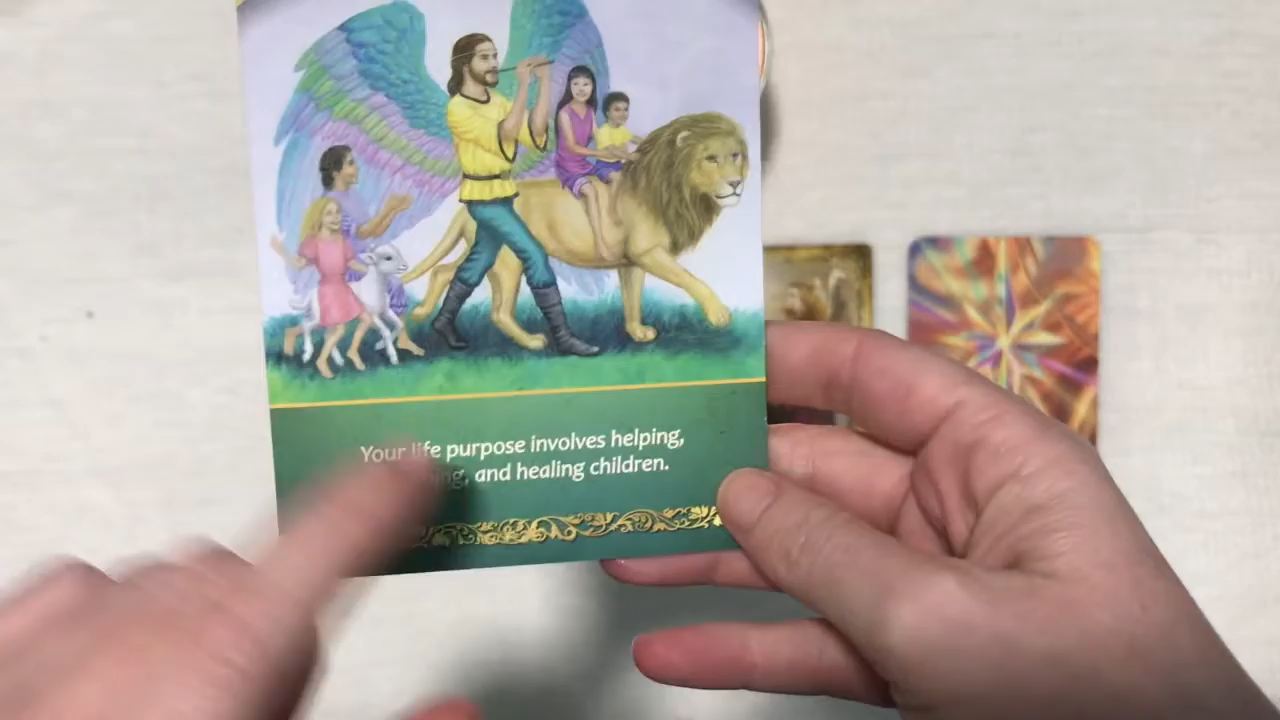 Your life purpose involves helping,
and healing children.